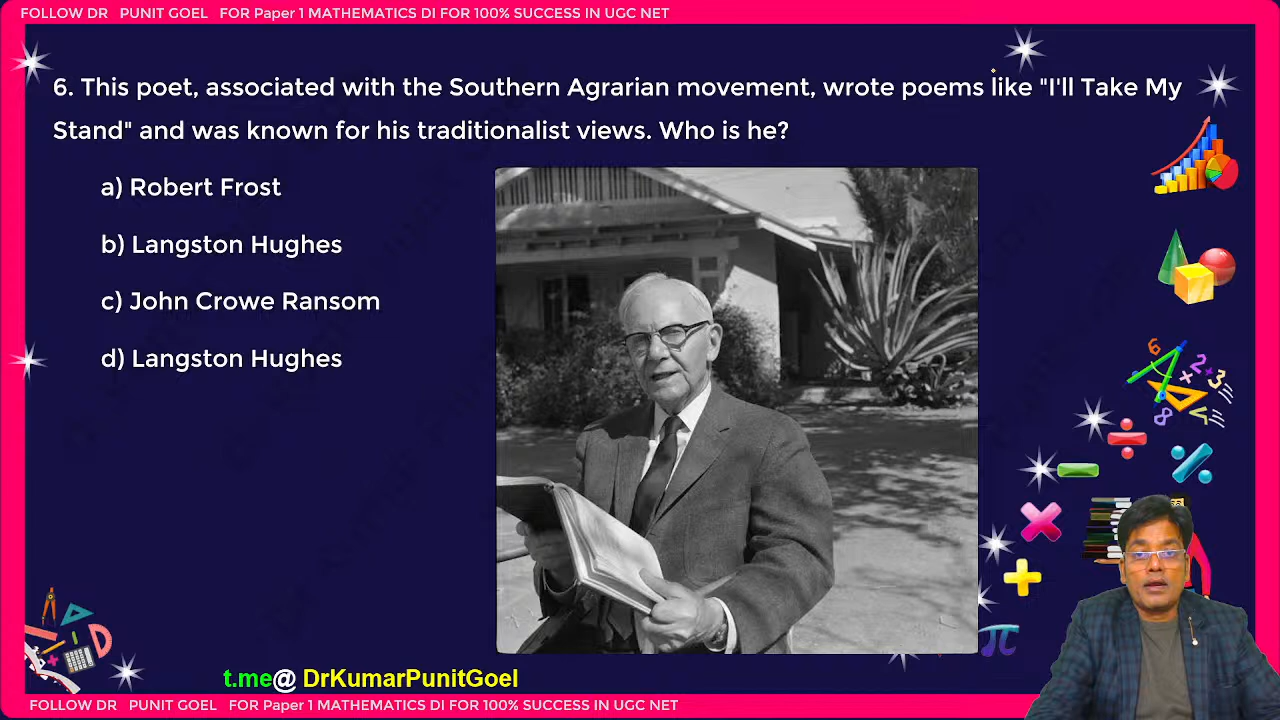 FOLLOW DR PUNIT GOEL FOR Paper 1 MATHEMATICS DI FOR 100% SUCCESS IN UGC NET
6. This poet, associated with the Southern Agrarian movement, wrote poems like "I'll Take My
Stand" and was known for his traditionalist views. Who is he?
a) Robert Frost
b) Langston Hughes
c) John Crowe Ransom
d) Langston Hughes
t.me@ DrKumarPunitGoel
FOLLOW DR PUNIT GOEL FOR Paper 1 MATHEMATICS DI FOR 100% SUCCESS IN UGC NET